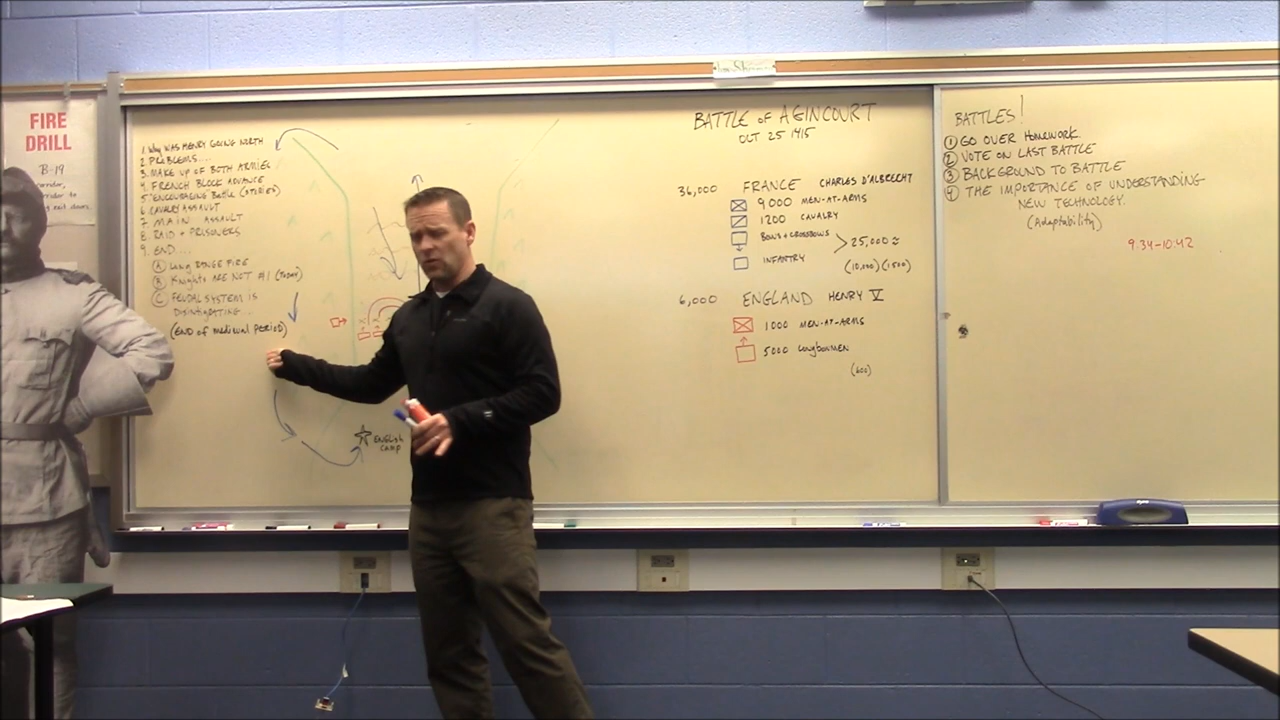 FIRE
DRILL
B-19
1. Why WAS HENRY GOING NORTH
2. PROBLEMS....
3. MAKE UP OF BOTH ARMIES
4. FRENCH BLOCK ADVANCE
5. "ENCOURAGING BATTLE (STORIES)
6. CAVALRY ASSAULT
7. MAIN ASSAULT
8. RAID + PRISONERS
9. END....
(A) LONG RANGE FIRE
(B) KNIGHTS ARE NOT #1 (TODAY)
(C) FEUDAL SYSTEM IS
DISINTIGRATING...
(END OF MEDIEVAL PERIOD)
ENGLISH
CAMP
BATTLE OF AGINCOURT
OCT 25 1415
36,000 FRANCE CHARLES D'ALBRECHT
9000 MEN-AT-ARMS
1200 CAVALRY
BOWS + CROSSBOWS
> 25,000 ≈
INFANTRY
(10,000) (1500)
6,000 ENGLAND HENRY V
1000 MEN-AT-ARMS
5000 LONGBOWMEN
(600)
BATTLES!
① GO OVER HOMEWORK
② VOTE ON LAST BATTLE
③ BACKGROUND TO BATTLE
④ THE IMPORTANCE OF UNDERSTANDING
NEW TECHNOLOGY.
(Adaptability)
9:34-10:42